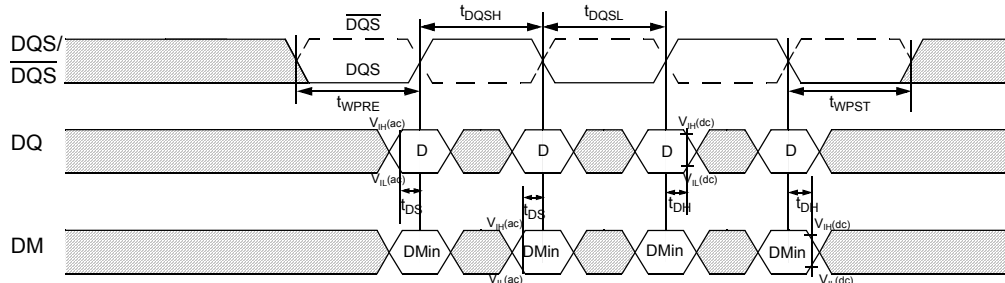 DQS tDQSH tDQSL
DQS/
DQS
DQS
tWPRE tWPST
VIH(ac) VIH(dc)
DQ D D D D
VIL(ac) VIL(dc)
tDS tDS tDH tDH
VIH(ac) VIH(dc)
DM DMin DMin DMin DMin
VIL(ac) VIL(dc)